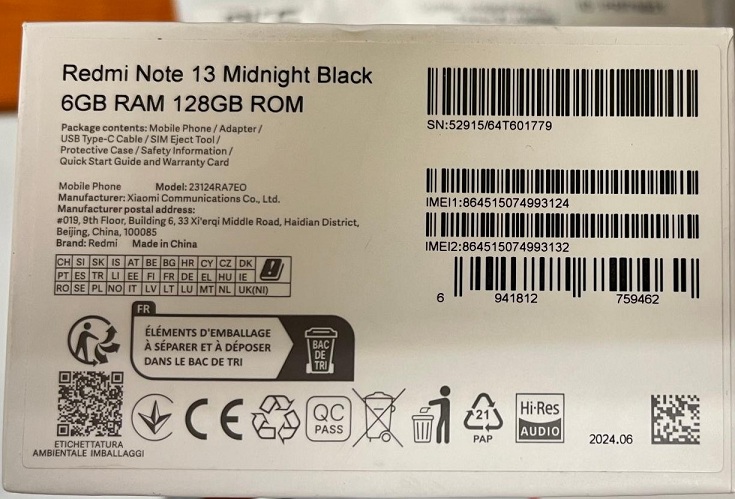 Redmi Note 13 Midnight Black
6GB RAM 128GB ROM
Package contents: Mobile Phone / Adapter /
USB Type-C Cable / SIM Eject Tool /
Protective Case / Safety Information /
Quick Start Guide and Warranty Card
Mobile Phone Model: 23124RA7EO
Manufacturer: Xiaomi Communications Co., Ltd.
Manufacturer postal address:
#019, 9th Floor, Building 6, 33 Xi'erqi Middle Road, Haidian District,
Beijing, China, 100085
Brand: Redmi Made in China
CH SI SK IS AT BE BG HR CY CZ DK
PT ES TR LI EE FI FR DE EL HU IE
RO SE PL NO IT LV LT LU MT NL UK(NI)
SN:52915/64T601779
IMEI1:864515074993124
IMEI2:864515074993132
6 941812 759462
FR
ÉLÉMENTS D'EMBALLAGE
À SÉPARER ET À DÉPOSER
DANS LE BAC DE TRI
BAC
DE
TRI
ETICHETTATURA
AMBIENTALE IMBALLAGGI
CE
QC
PASS
21
PAP
Hi-Res
AUDIO
2024.06